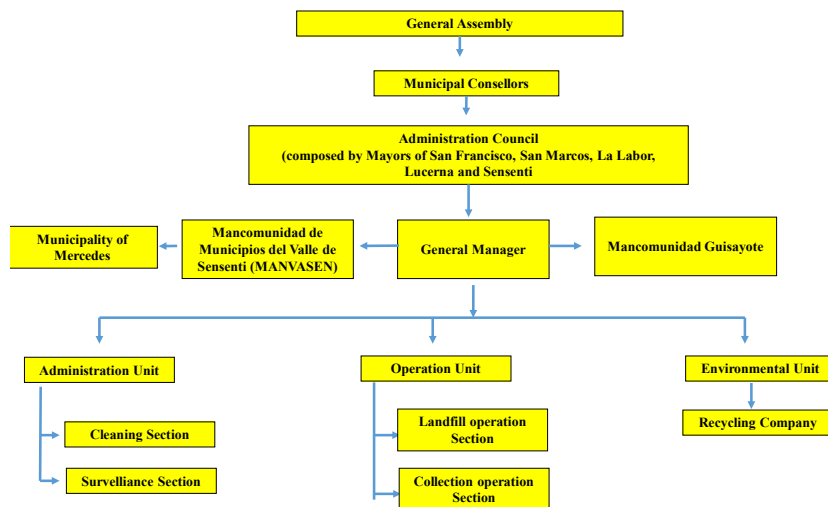 General Assembly
Municipal Consellors
Administration Council
(composed by Mayors of San Francisco, San Marcos, La Labor,
Lucerna and Sensenti
Municipality of
Mercedes
Mancomunidad de
Municipios del Valle de
Sensenti (MANVASEN)
General Manager
Mancomunidad Guisayote
Administration Unit
Operation Unit
Environmental Unit
Cleaning Section
Landfill operation
Section
Recycling Company
Survelliance Section
Collection operation
Section